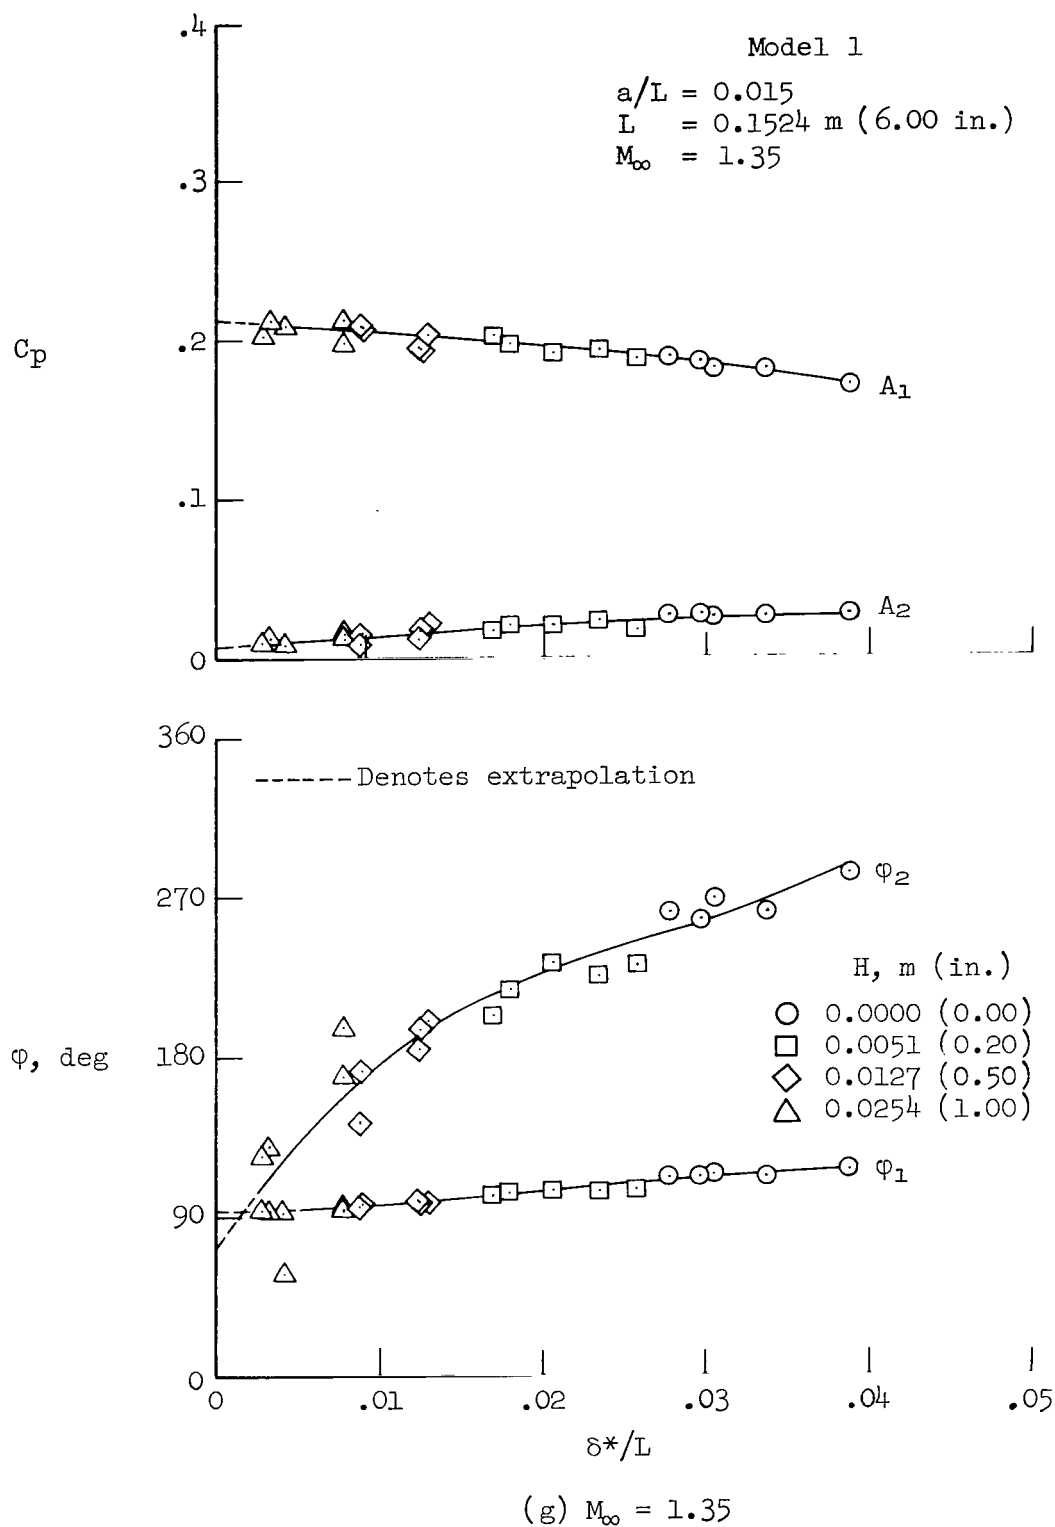 .4
Model 1
a/L = 0.015
L = 0.1524 m (6.00 in.)
M∞ = 1.35
.3
Cp
.2
A1
.1
A2
0
360
Denotes extrapolation
270
φ2
H, m (in.)
0.0000 (0.00)
φ, deg
180
0.0051 (0.20)
0.0127 (0.50)
0.0254 (1.00)
φ1
90
0
0 .01 .02 .03 .04 .05
δ*/L
(g) M∞ = 1.35